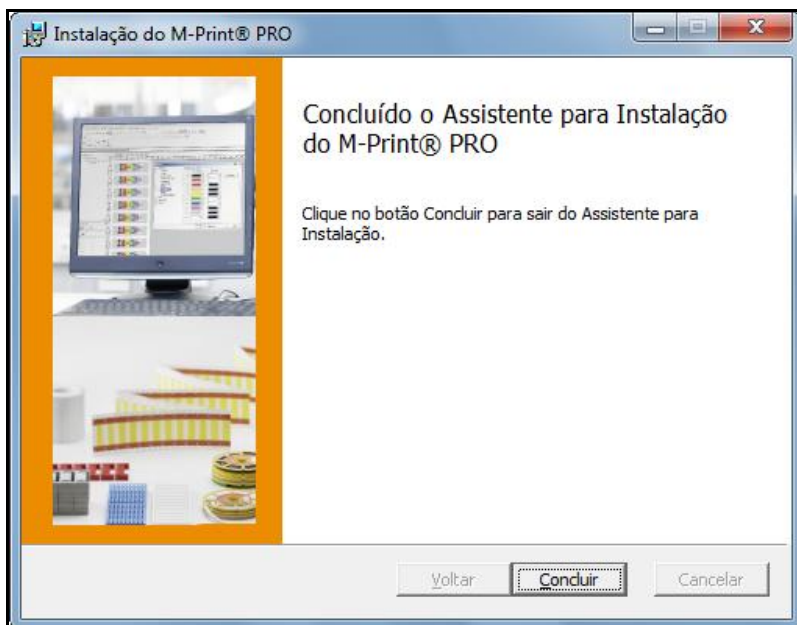 Instalação do M-Print® PRO
Concluído o Assistente para Instalação
do M-Print® PRO
Clique no botão Concluir para sair do Assistente para
Instalação.
Voltar
Concluir
Cancelar